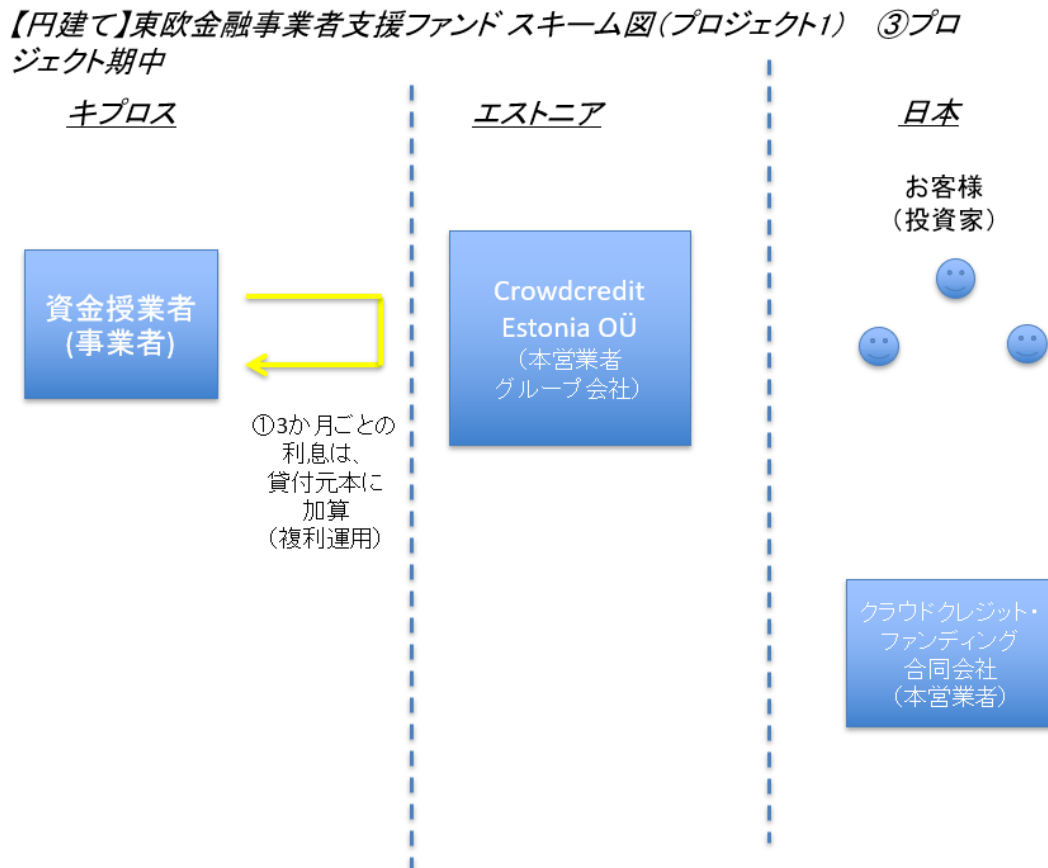 【円建て】東欧金融事業者支援ファンド スキーム図(プロジェクト1)　③プロ
ジェクト期中
キプロス
エストニア
日本
お客様
（投資家）
資金授業者
(事業者)
Crowdcredit
Estonia OÜ
（本営業者
グループ会社）
①3か月ごとの
利息は、
貸付元本に
加算
（複利運用）
クラウドクレジット・
ファンディング
合同会社
（本営業者）